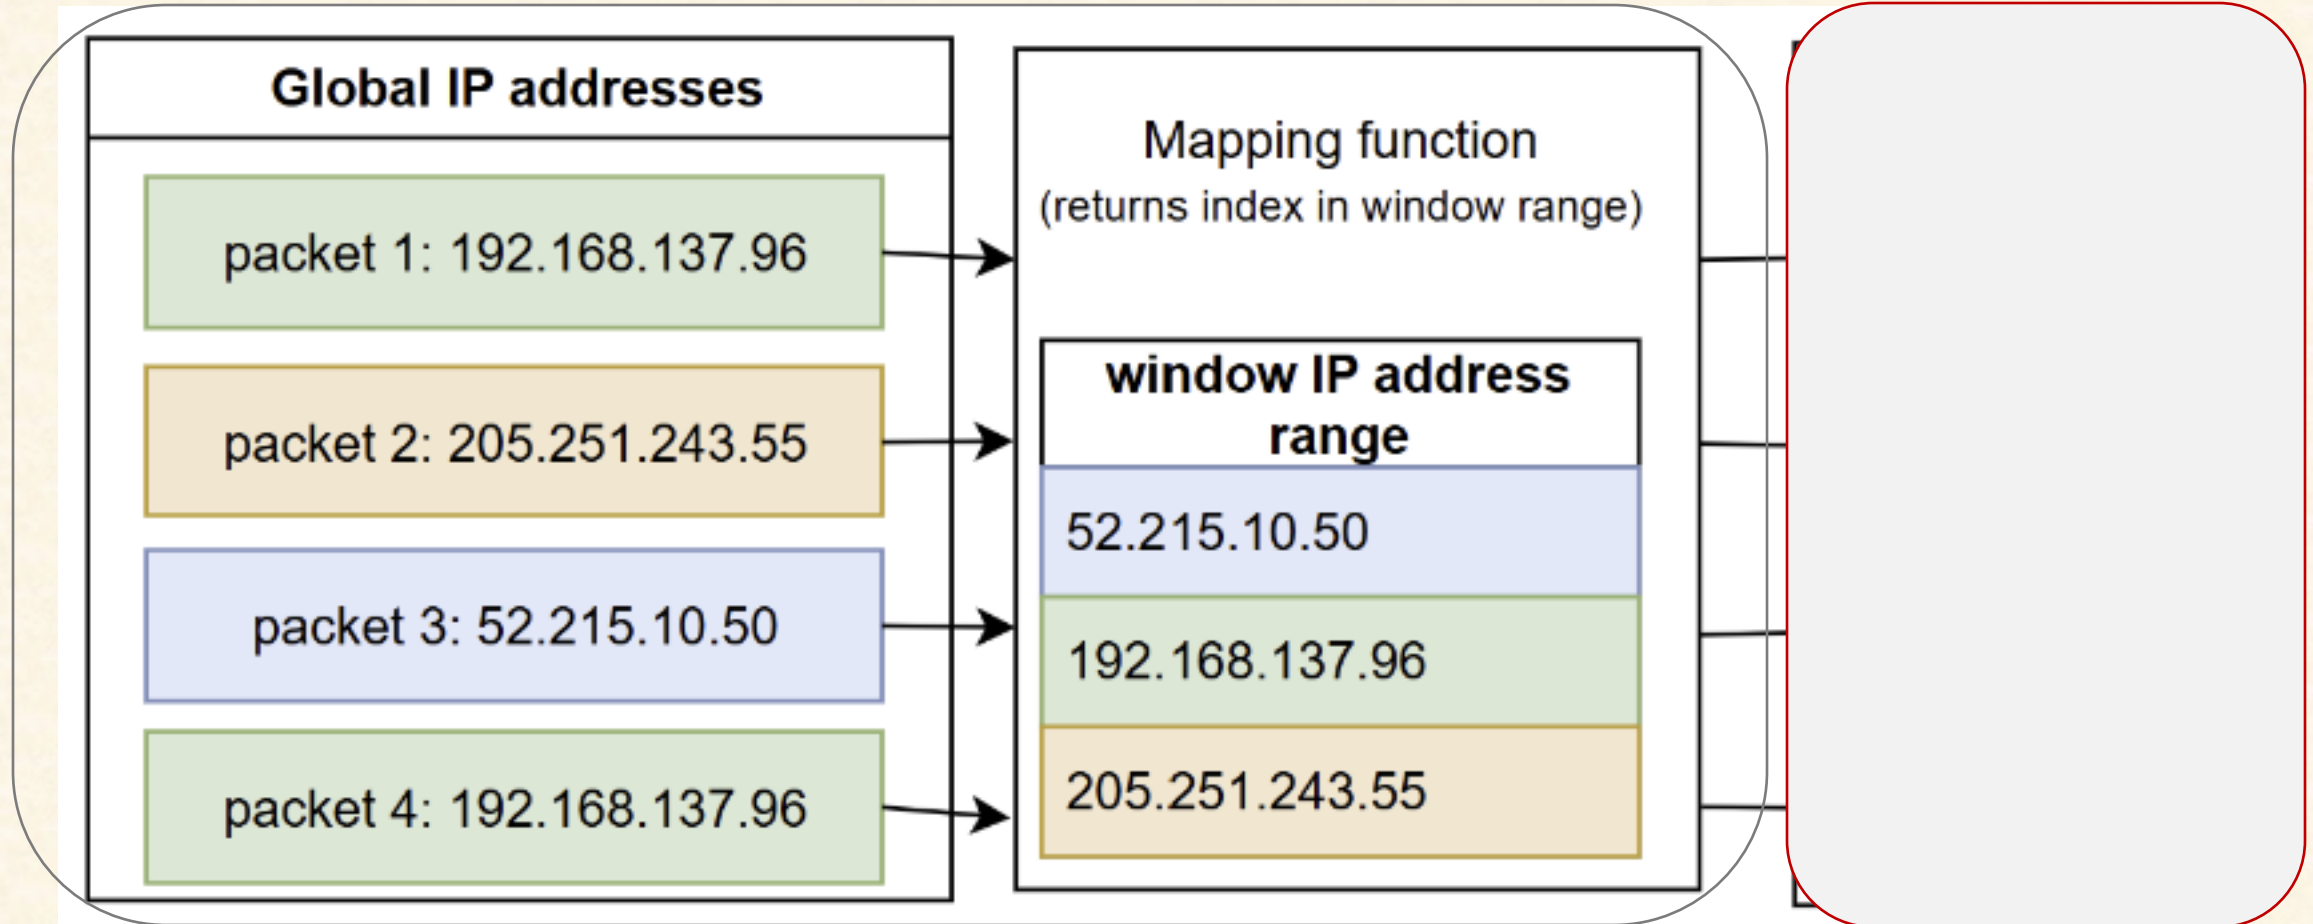 Global IP addresses
packet 1: 192.168.137.96
packet 2: 205.251.243.55
packet 3: 52.215.10.50
packet 4: 192.168.137.96
Mapping function
(returns index in window range)
window IP address
range
52.215.10.50
192.168.137.96
205.251.243.55